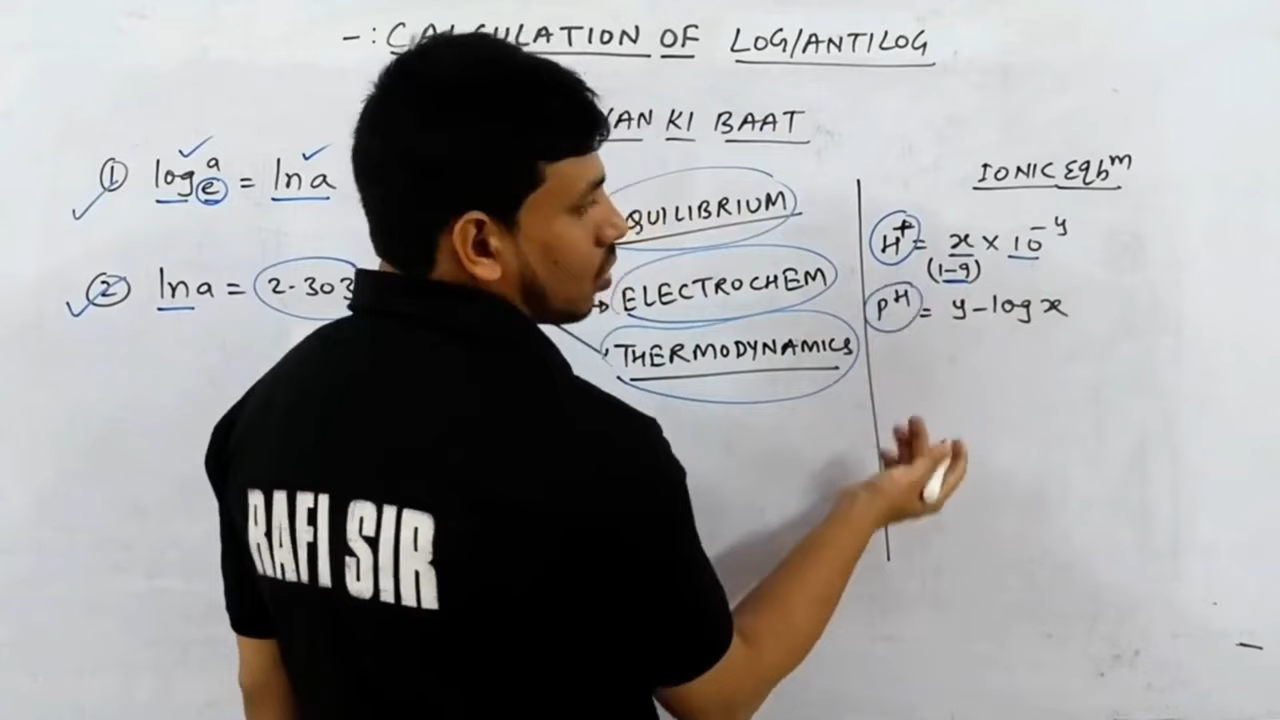 -: CALCULATION OF LOG/ANTILOG
KI BAAT
① logₑᵃ = ln a
② ln a = 2.303
QUILIBRIUM
ELECTROCHEM
THERMODYNAMICS
IONIC Eqbᵐ
H⁺ = x × 10⁻ʸ
(1-9)
pᴴ = y - log x
RAFI SIR